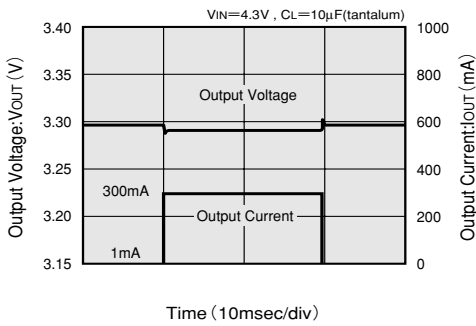 VIN=4.3V , CL=10μF(tantalum)
Output Voltage:VOUT (V)
3.40
3.35
3.30
3.25
3.20
3.15
Output Voltage
300mA
Output Current
1mA
1000
800
600
400
200
0
Output Current:IOUT (mA)
Time (10msec/div)